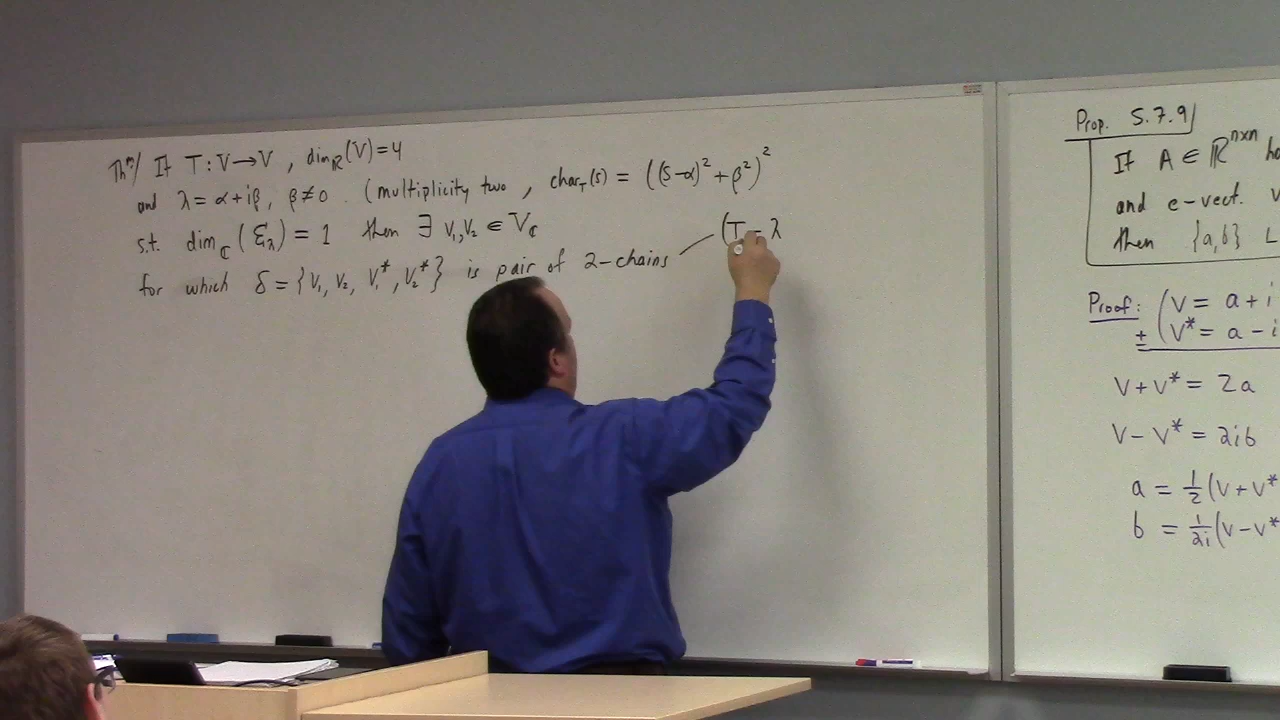 Thᵐ/ If T : V → V , dim_ℝ(V) = 4
and λ = α + iβ, β ≠ 0 . (multiplicity two , char_T(s) = ((s-α)² + β²)²
s.t. dim_ℂ(Ɛ_λ) = 1 then ∃ v₁, v₂ ∈ V_ℂ
for which δ = {v₁, v₂, v₁*, v₂*} is pair of 2-chains
(T - λ
Prop. 5.7.9/
If A ∈ ℝⁿˣⁿ
and e-vect.
then {a,b}
Proof: (V = a + i
± (V* = a - i
V + V* = 2a
V - V* = 2ib
a = ½(V + V*
b = 1/2i (V - V*